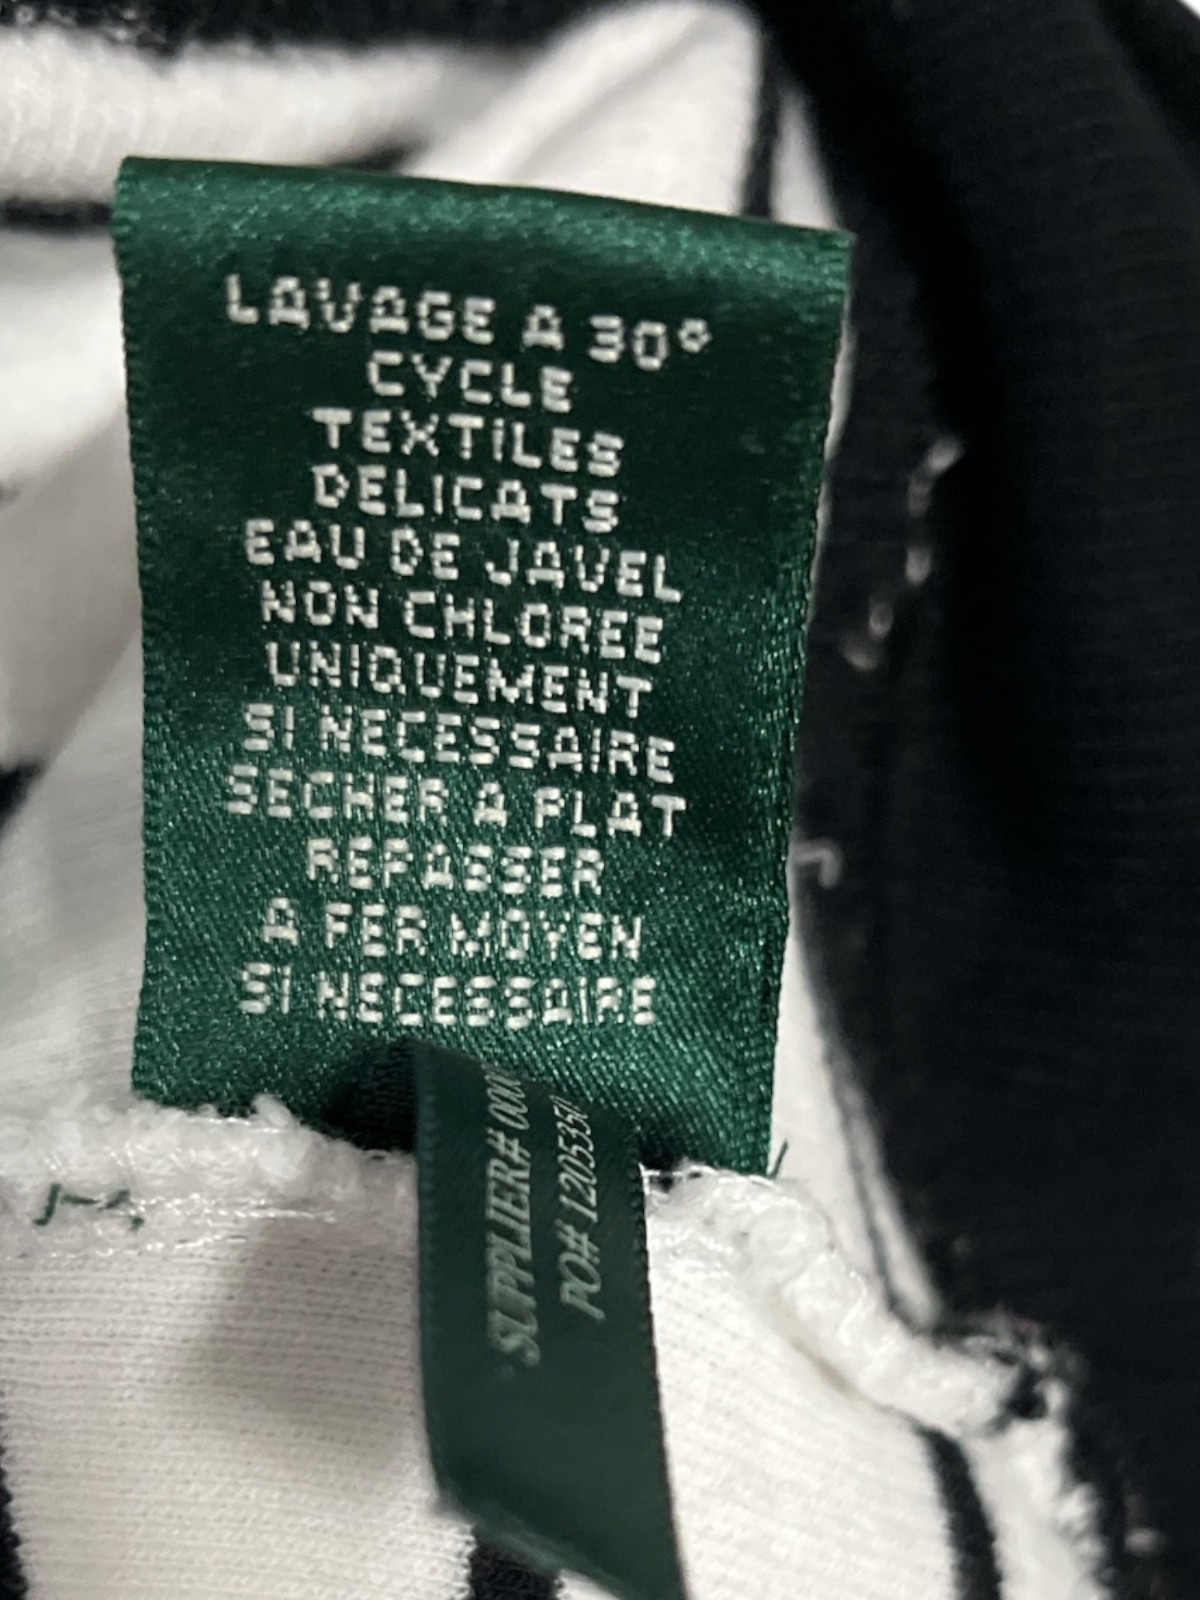 LAVAGE A 30°
CYCLE
TEXTILES
DELICATS
EAU DE JAVEL
NON CHLOREE
UNIQUEMENT
SI NECESSAIRE
SECHER A PLAT
REPASSER
A FER MOYEN
SI NECESSAIRE
SUPPLIER#
PO# 1205350